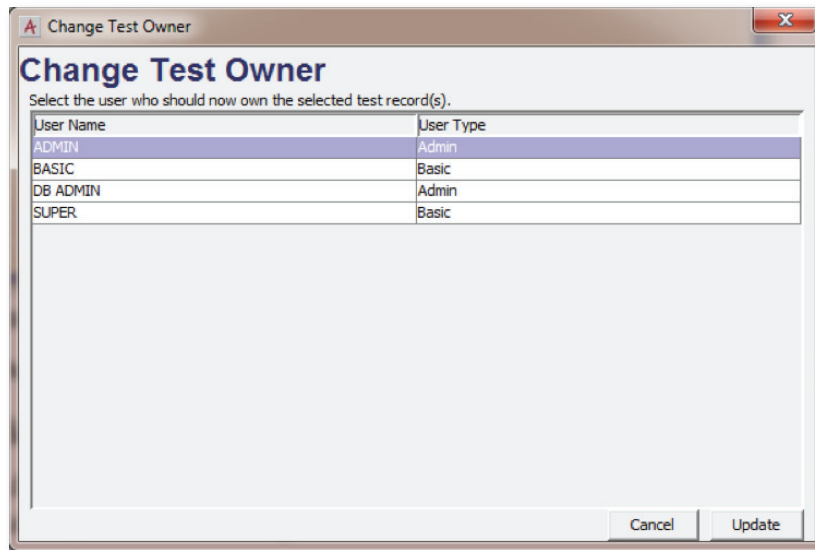 Change Test Owner
Change Test Owner
Select the user who should now own the selected test record(s).
User Name User Type
ADMIN Admin
BASIC Basic
DB ADMIN Admin
SUPER Basic
Cancel Update